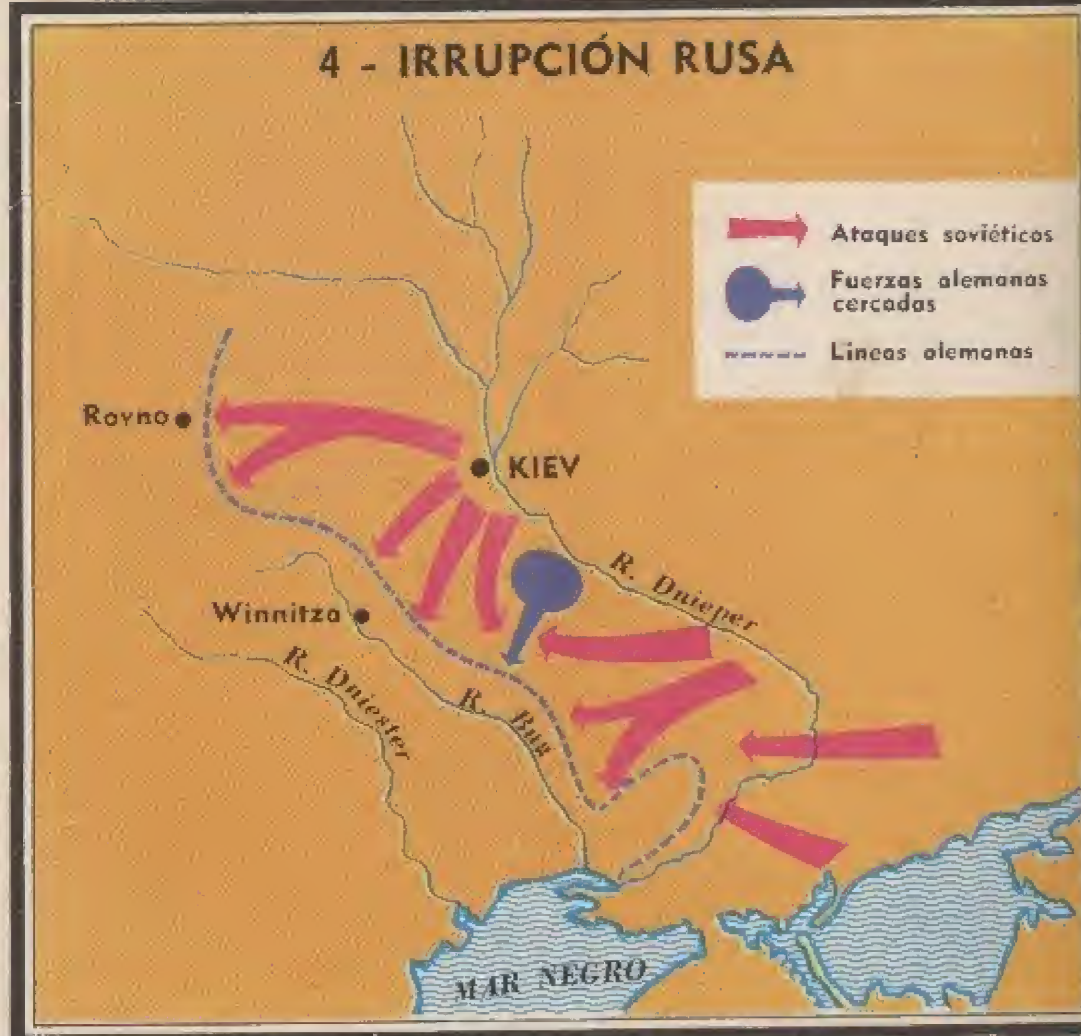 4 - IRRUPCIÓN RUSA
Ataques soviéticos
Fuerzas alemanas
cercadas
Lineas alemanas
Rovno
KIEV
R. Dnieper
Winnitza
R. Dniester
R. Bug
MAR NEGRO